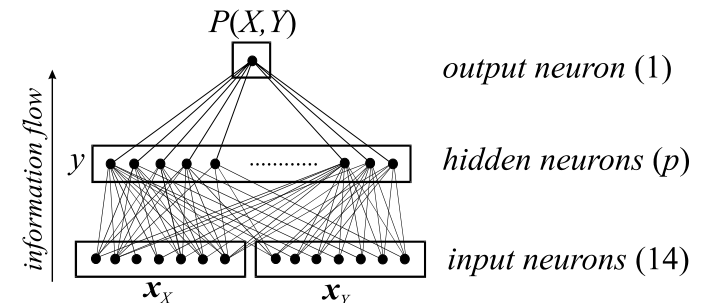 P(X,Y)
output neuron (1)
information flow
y
hidden neurons (p)
input neurons (14)
x_X
x_Y